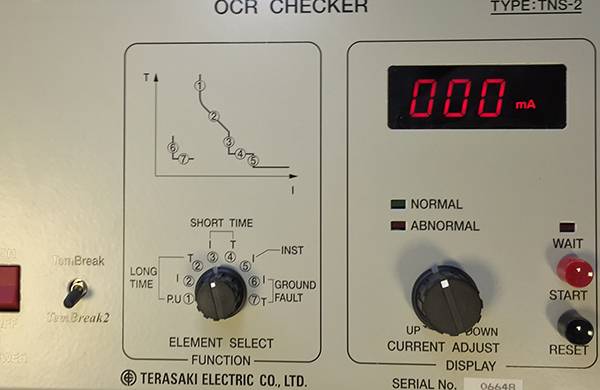 OCR CHECKER
TYPE:TNS-2
T
①
②
③
④
⑤
⑥
⑦
I
000 mA
NORMAL
ABNORMAL
SHORT TIME
I T
T ② ③ ④ ⑤ I INST
LONG TIME
I ②
⑥ I GROUND FAULT
P.U ①
⑦ T
ELEMENT SELECT
FUNCTION
TemBreak
TemBreak2
WAIT
START
RESET
UP DOWN
CURRENT ADJUST
DISPLAY
TERASAKI ELECTRIC CO., LTD.
SERIAL No. 0664B